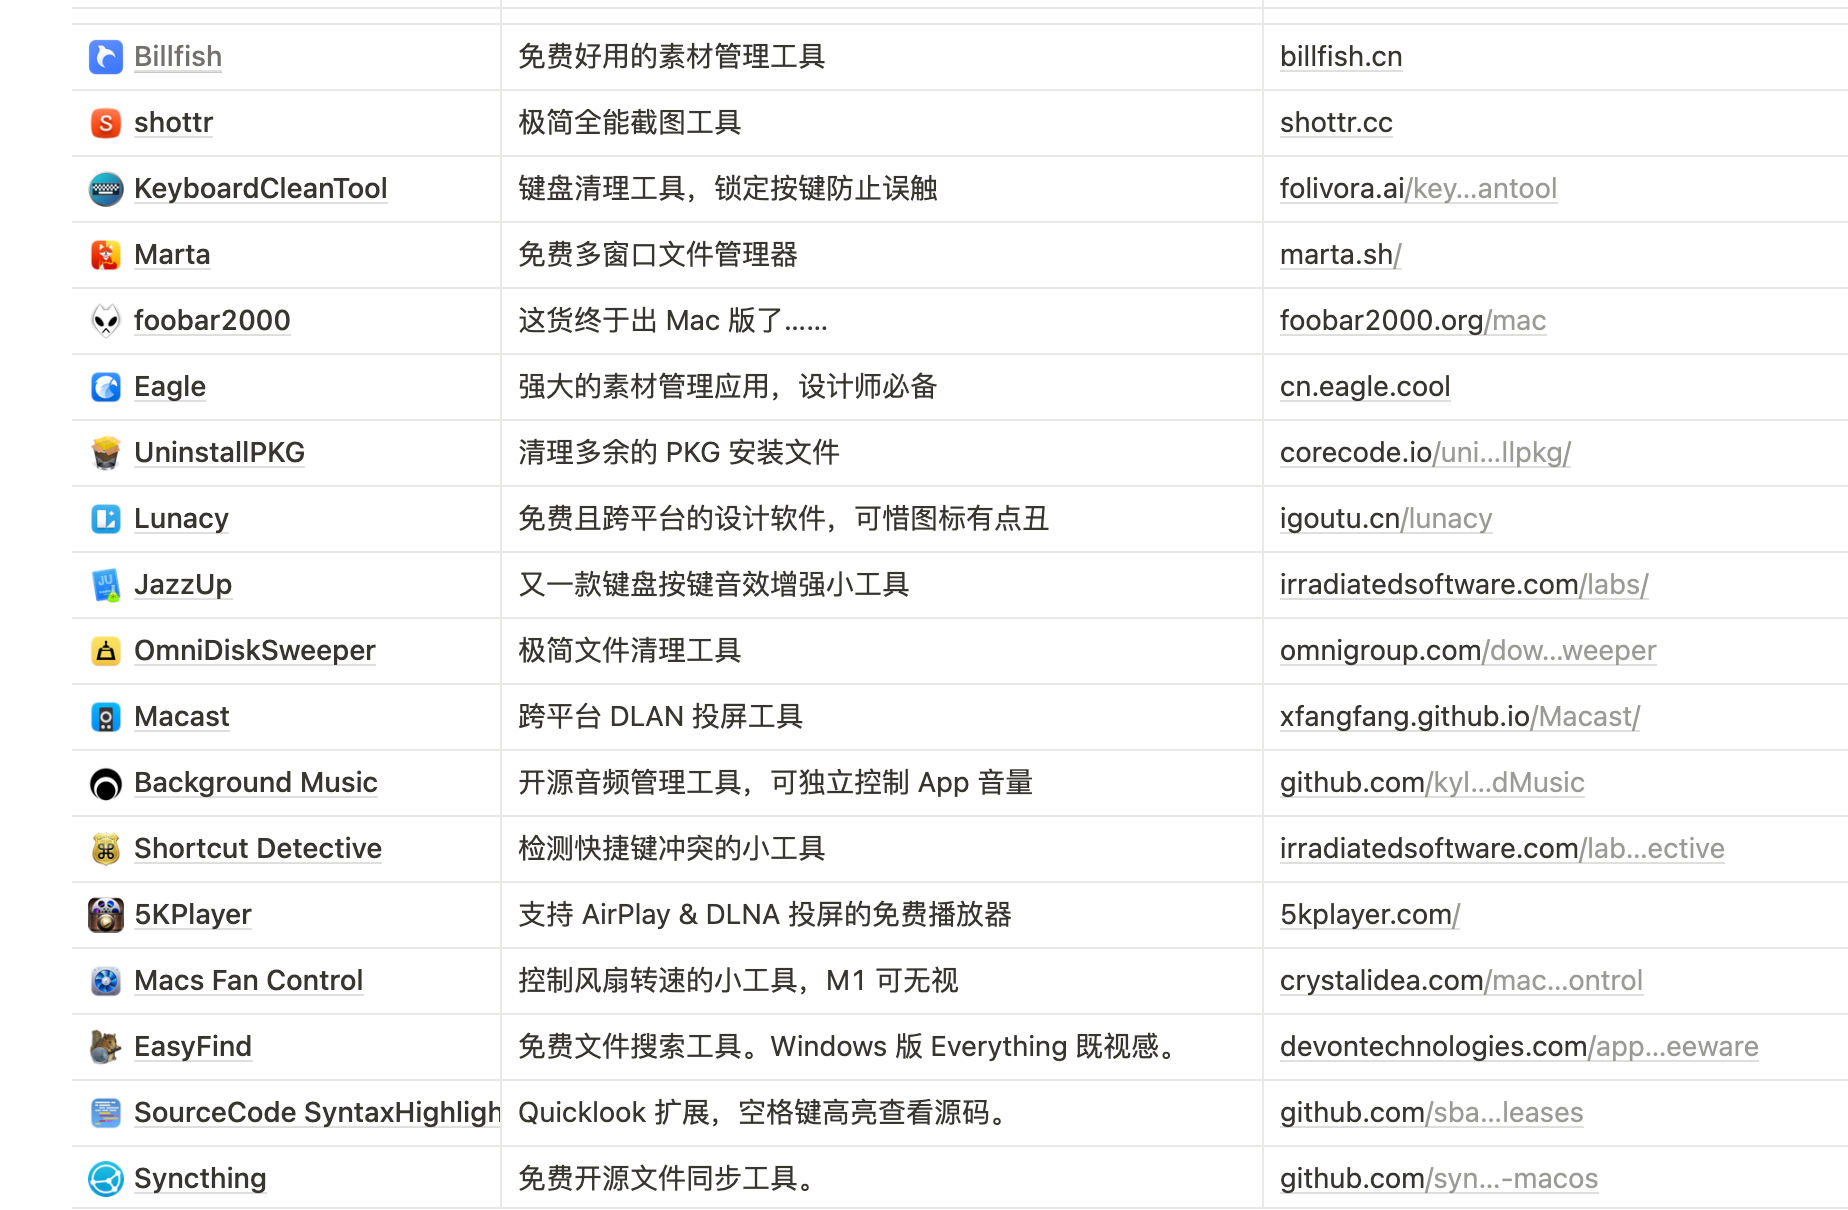 Billfish 免费好用的素材管理工具 billfish.cn
shottr 极简全能截图工具 shottr.cc
KeyboardCleanTool 键盘清理工具，锁定按键防止误触 folivora.ai/key...antool
Marta 免费多窗口文件管理器 marta.sh/
foobar2000 这货终于出 Mac 版了…… foobar2000.org/mac
Eagle 强大的素材管理应用，设计师必备 cn.eagle.cool
UninstallPKG 清理多余的 PKG 安装文件 corecode.io/uni...llpkg/
Lunacy 免费且跨平台的设计软件，可惜图标有点丑 igoutu.cn/lunacy
JazzUp 又一款键盘按键音效增强小工具 irradiatedsoftware.com/labs/
OmniDiskSweeper 极简文件清理工具 omnigroup.com/dow...weeper
Macast 跨平台 DLAN 投屏工具 xfangfang.github.io/Macast/
Background Music 开源音频管理工具，可独立控制 App 音量 github.com/kyl...dMusic
Shortcut Detective 检测快捷键冲突的小工具 irradiatedsoftware.com/lab...ective
5KPlayer 支持 AirPlay & DLNA 投屏的免费播放器 5kplayer.com/
Macs Fan Control 控制风扇转速的小工具，M1 可无视 crystalidea.com/mac...ontrol
EasyFind 免费文件搜索工具。Windows 版 Everything 既视感。 devontechnologies.com/app...eeware
SourceCode SyntaxHighligh Quicklook 扩展，空格键高亮查看源码。 github.com/sba...leases
Syncthing 免费开源文件同步工具。 github.com/syn...-macos